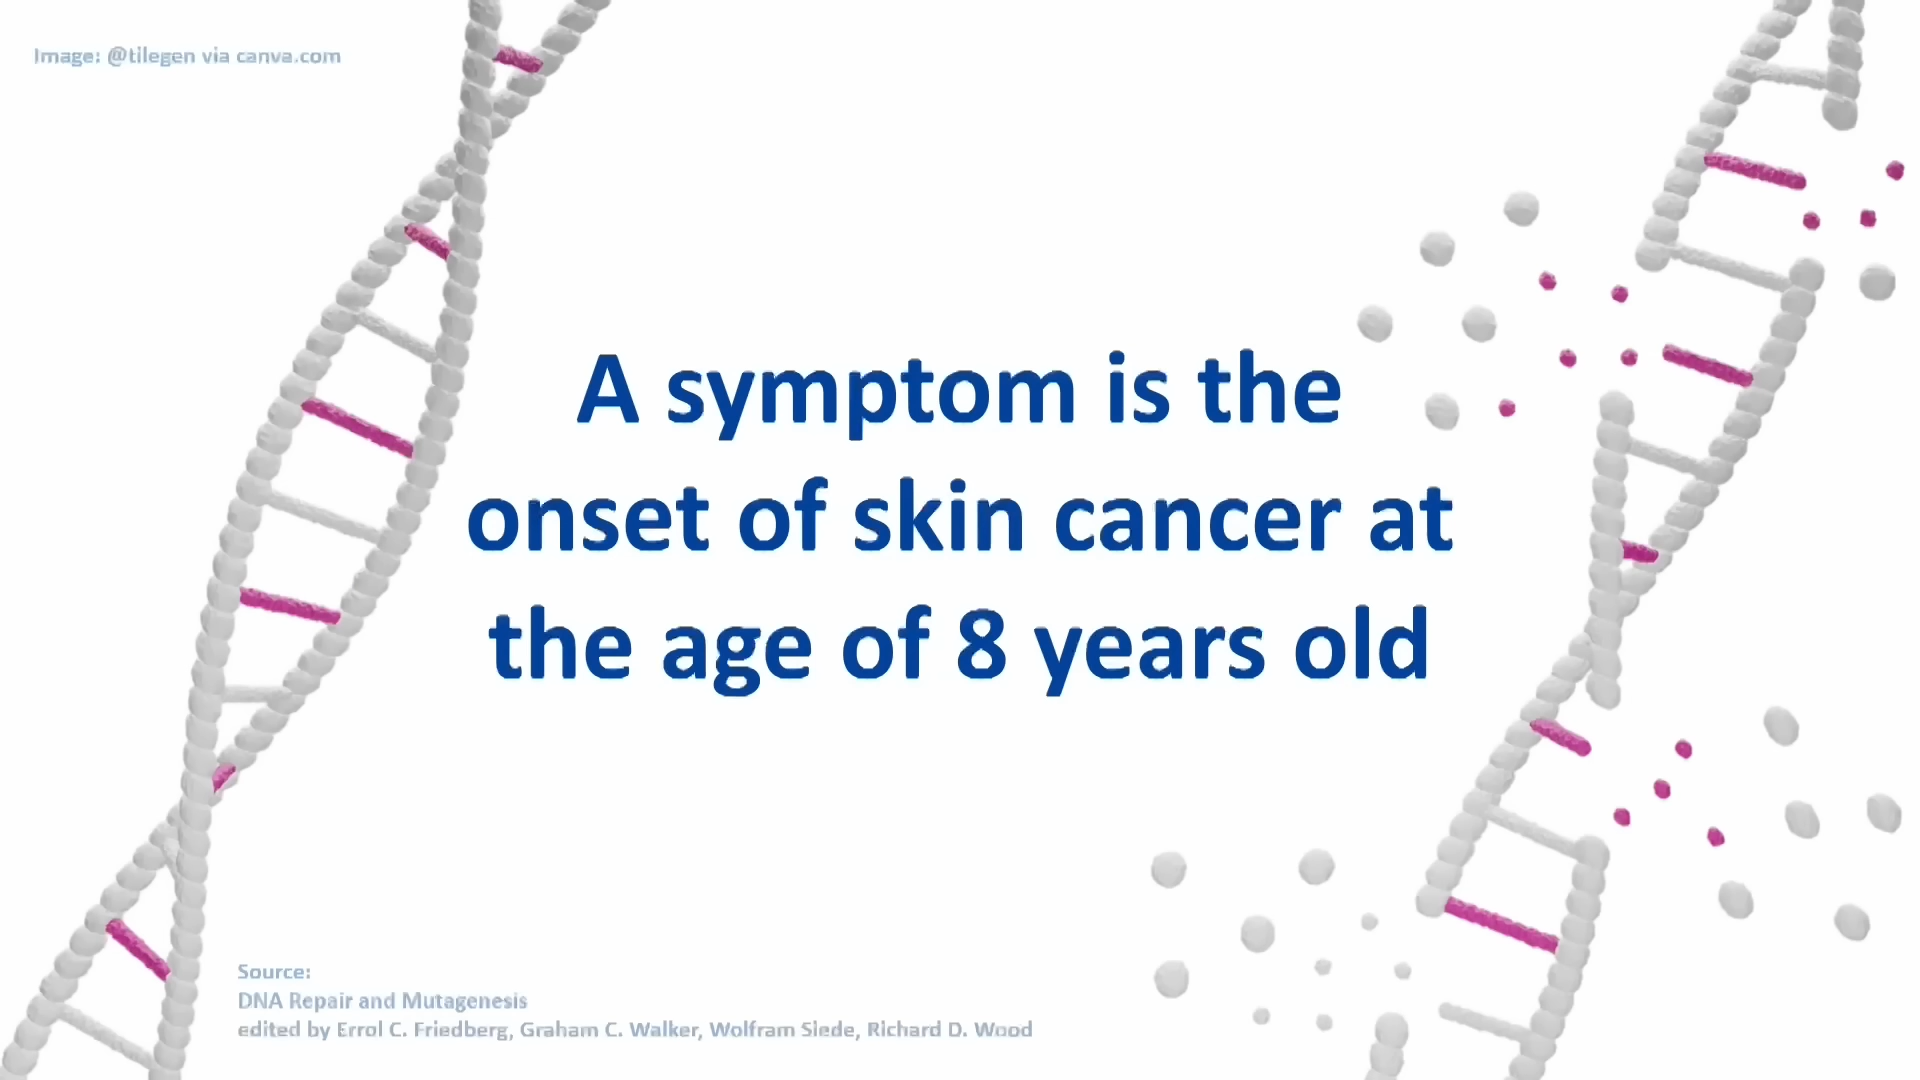 Image: @tilegen via canva.com
A symptom is the
onset of skin cancer at
the age of 8 years old
Source:
DNA Repair and Mutagenesis
edited by Errol C. Friedberg, Graham C. Walker, Wolfram Siede, Richard D. Wood